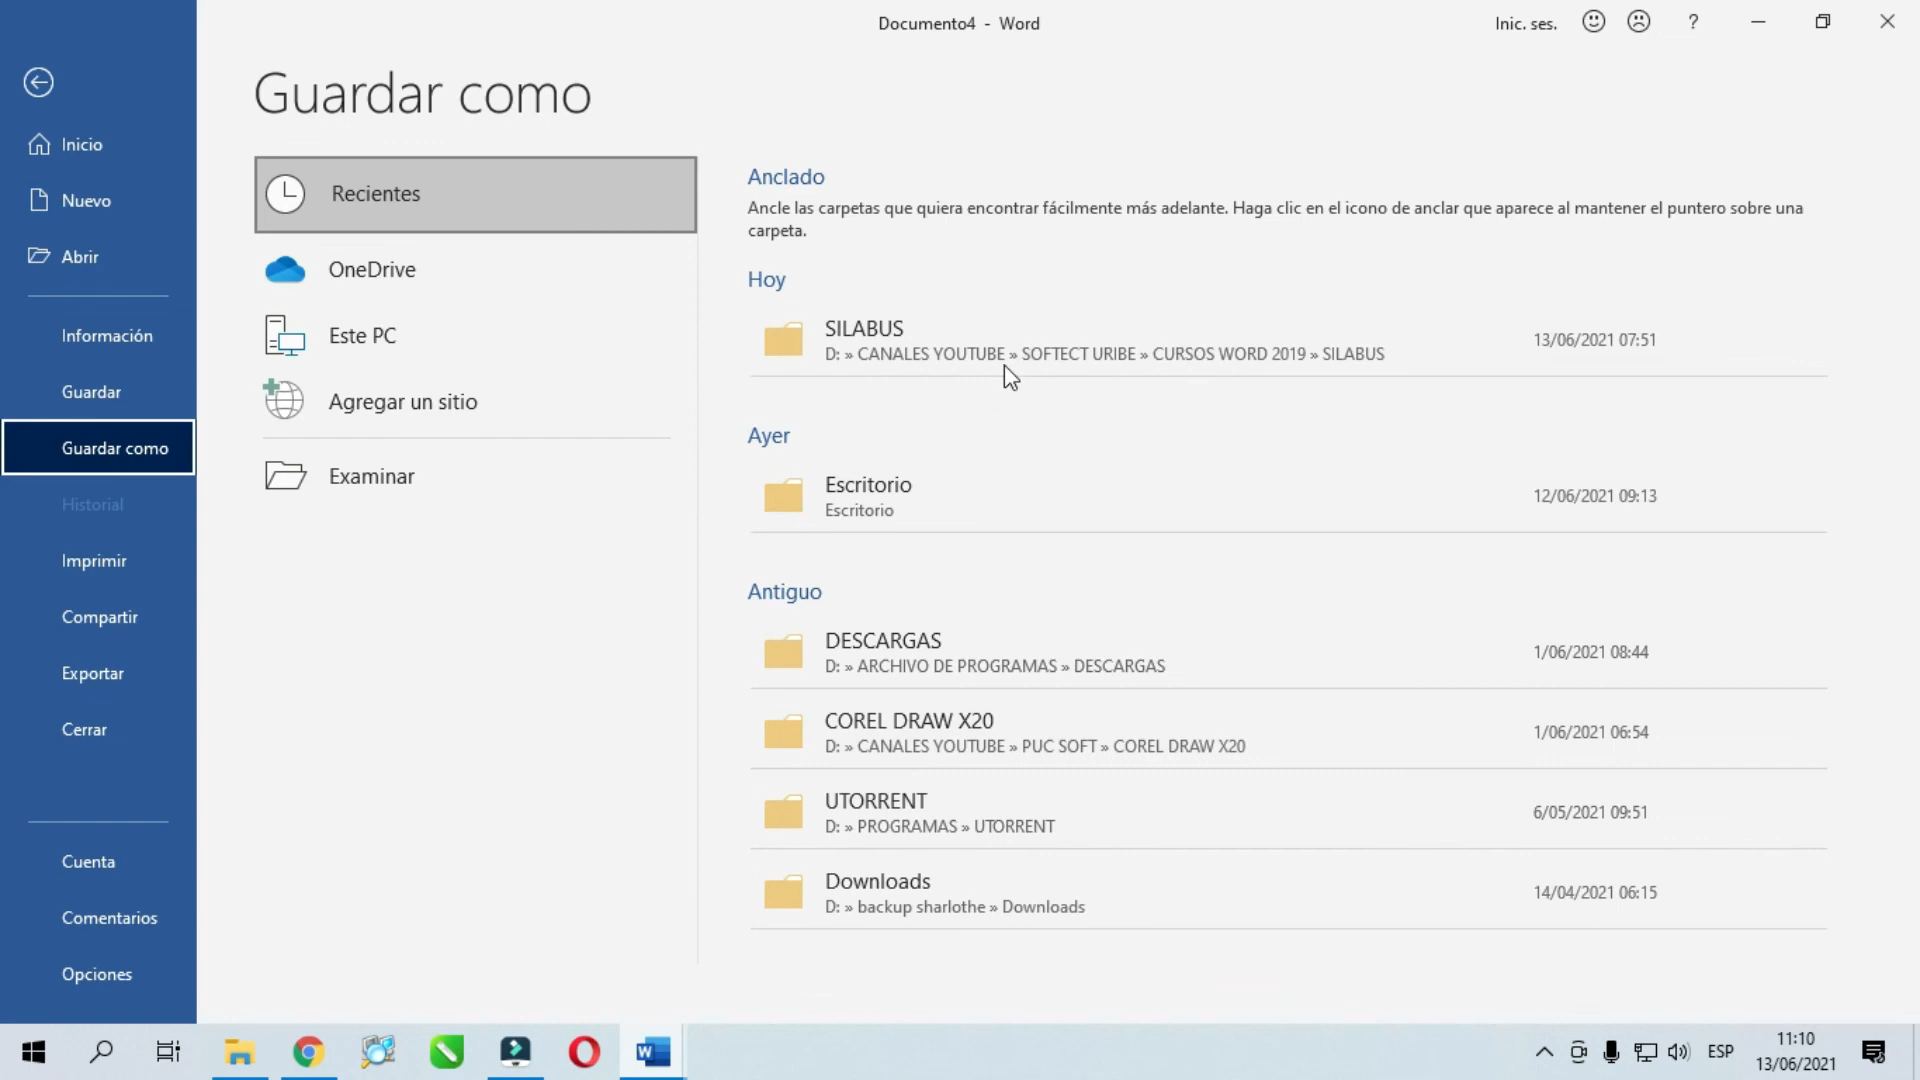 Documento4 - Word
Inic. ses.
?
Guardar como
Inicio
Nuevo
Abrir
Información
Guardar
Guardar como
Historial
Imprimir
Compartir
Exportar
Cerrar
Cuenta
Comentarios
Opciones
Recientes
OneDrive
Este PC
Agregar un sitio
Examinar
Anclado
Ancle las carpetas que quiera encontrar fácilmente más adelante. Haga clic en el icono de anclar que aparece al mantener el puntero sobre una
carpeta.
Hoy
SILABUS
D: » CANALES YOUTUBE » SOFTECT URIBE » CURSOS WORD 2019 » SILABUS
13/06/2021 07:51
Ayer
Escritorio
Escritorio
12/06/2021 09:13
Antiguo
DESCARGAS
D: » ARCHIVO DE PROGRAMAS » DESCARGAS
1/06/2021 08:44
COREL DRAW X20
D: » CANALES YOUTUBE » PUC SOFT » COREL DRAW X20
1/06/2021 06:54
UTORRENT
D: » PROGRAMAS » UTORRENT
6/05/2021 09:51
Downloads
D: » backup sharlothe » Downloads
14/04/2021 06:15
W
ESP
11:10
13/06/2021